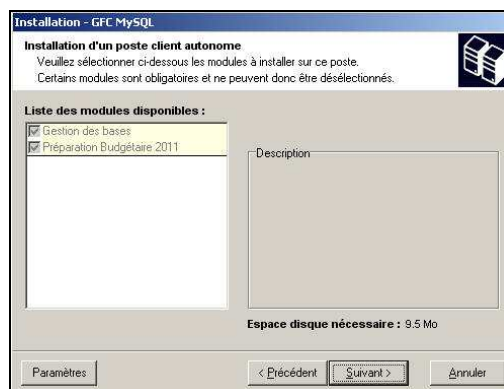 Installation - GFC MySQL
Installation d'un poste client autonome
Veuillez sélectionner ci-dessous les modules à installer sur ce poste.
Certains modules sont obligatoires et ne peuvent donc être désélectionnés.
Liste des modules disponibles :
Gestion des bases
Préparation Budgétaire 2011
Description
Espace disque nécessaire : 9.5 Mo
Paramètres
< Précédent
Suivant >
Annuler